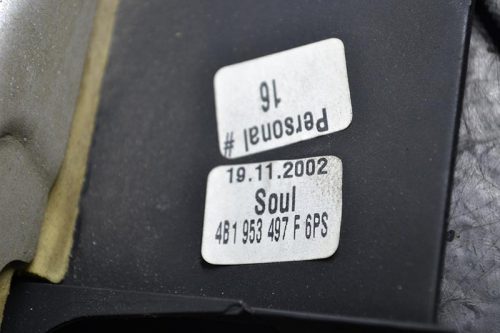 Personal #
16
19.11.2002
Soul
4B1 953 497 F 6PS